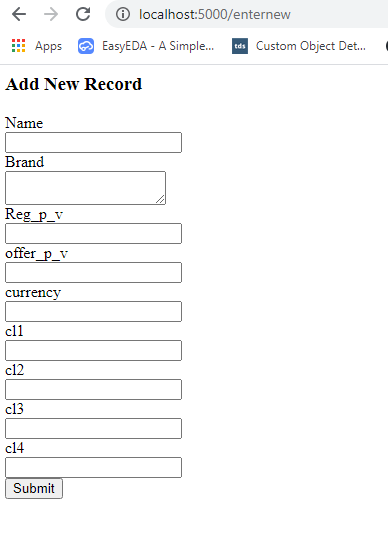 localhost:5000/enternew
Apps EasyEDA - A Simple... tds Custom Object Det...
Add New Record
Name
Brand
Reg_p_v
offer_p_v
currency
cl1
cl2
cl3
cl4
Submit